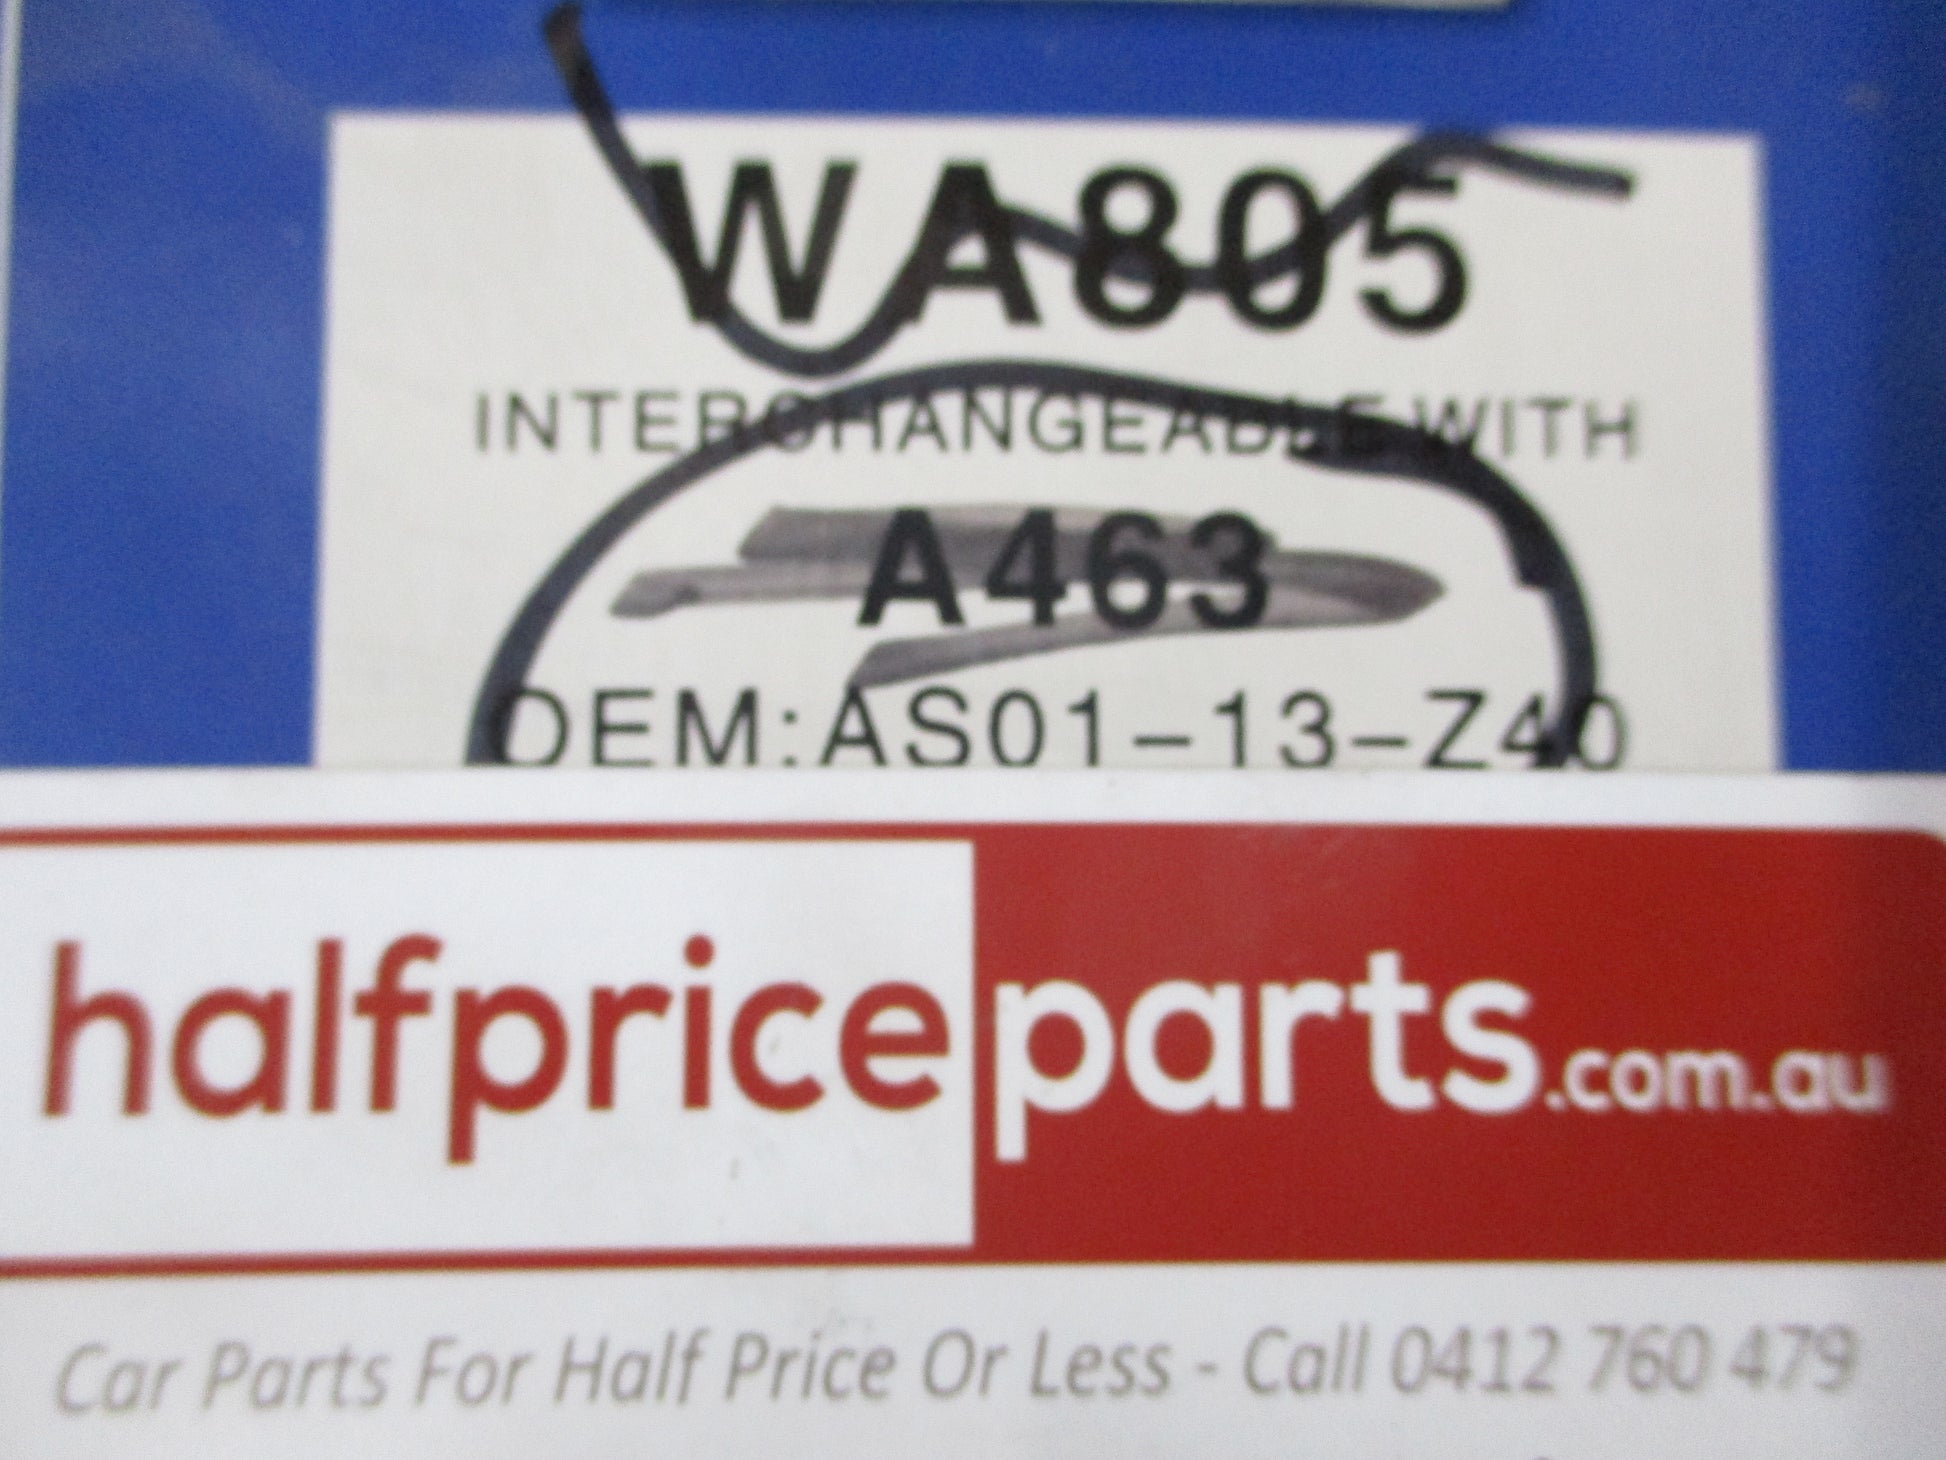 WA805
INTERCHANGEABLE WITH
A463
OEM:AS01-13-Z40
halfpriceparts.com.au
Car Parts For Half Price Or Less - Call 0412 760 479